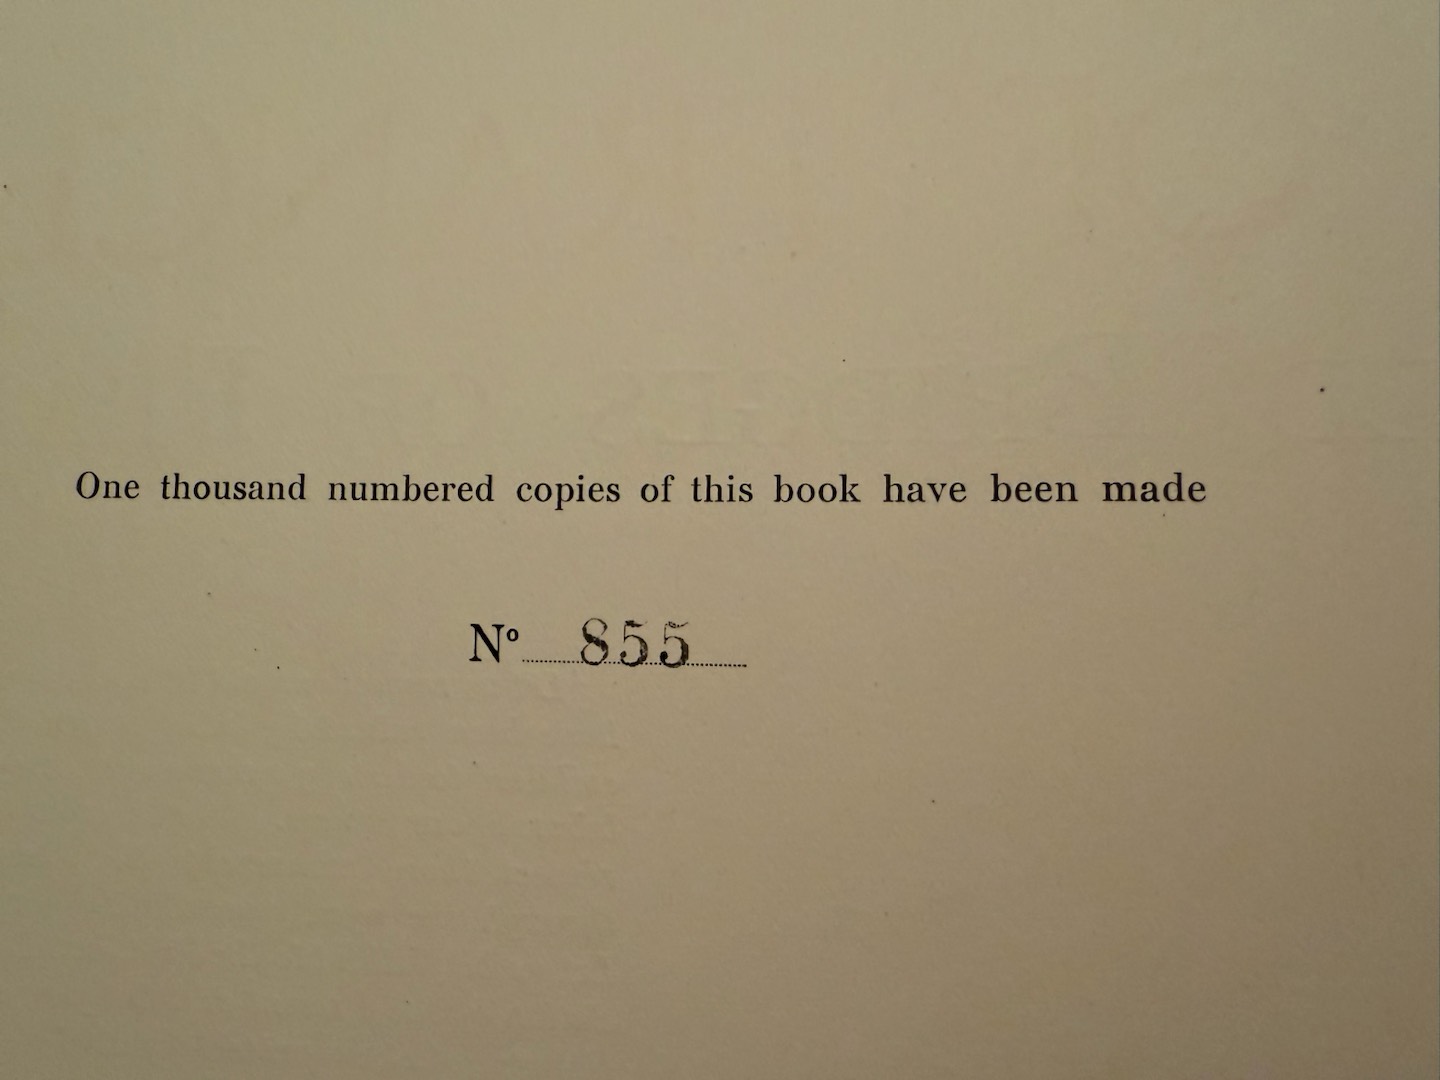 One thousand numbered copies of this book have been made
Nº 855